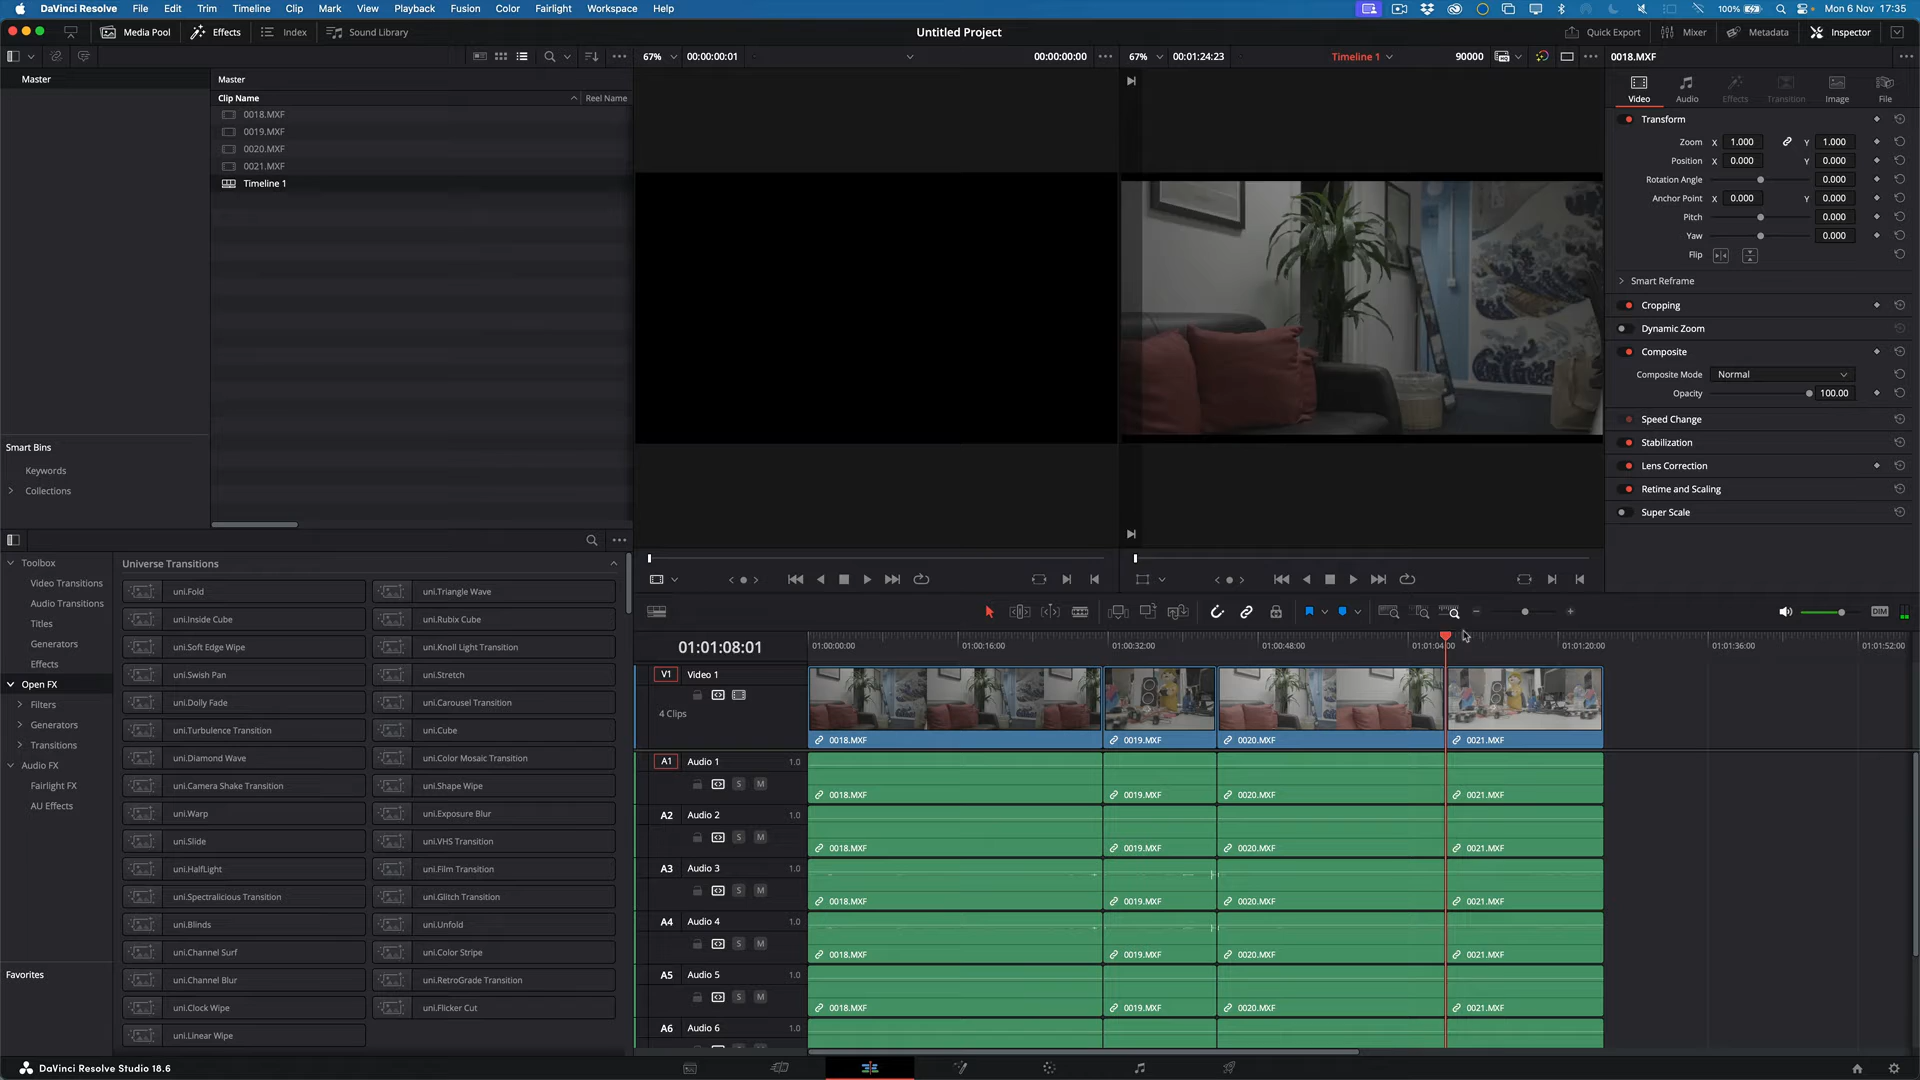 DaVinci Resolve File Edit Trim Timeline Clip Mark View Playback Fusion Color Fairlight Workspace Help 100% Mon 6 Nov 17:35
Media Pool Effects Index Sound Library Untitled Project Quick Export Mixer Metadata Inspector
67% 00:00:00:01 00:00:00:00 67% 00:01:24:23 Timeline 1 90000 0018.MXF
Master Master
Clip Name Reel Name
0018.MXF
0019.MXF
0020.MXF
0021.MXF
Timeline 1
Video Audio Effects Transition Image File
Transform
Zoom X 1.000 Y 1.000
Position X 0.000 Y 0.000
Rotation Angle 0.000
Anchor Point X 0.000 Y 0.000
Pitch 0.000
Yaw 0.000
Flip
Smart Reframe
Cropping
Dynamic Zoom
Composite
Composite Mode Normal
Opacity 100.00
Speed Change
Stabilization
Lens Correction
Retime and Scaling
Super Scale
Smart Bins
Keywords
Collections
Toolbox
Video Transitions
Audio Transitions
Titles
Generators
Effects
Open FX
Filters
Generators
Transitions
Audio FX
Fairlight FX
AU Effects
Favorites
Universe Transitions
uni.Fold uni.Triangle Wave
uni.Inside Cube uni.Rubix Cube
uni.Soft Edge Wipe uni.Knoll Light Transition
uni.Swish Pan uni.Stretch
uni.Dolly Fade uni.Carousel Transition
uni.Turbulence Transition uni.Cube
uni.Diamond Wave uni.Color Mosaic Transition
uni.Camera Shake Transition uni.Shape Wipe
uni.Warp uni.Exposure Blur
uni.Slide uni.VHS Transition
uni.HalfLight uni.Film Transition
uni.Spectralicious Transition uni.Glitch Transition
uni.Blinds uni.Unfold
uni.Channel Surf uni.Color Stripe
uni.Channel Blur uni.RetroGrade Transition
uni.Clock Wipe uni.Flicker Cut
uni.Linear Wipe
DIM
01:01:08:01 01:00:00:00 01:00:16:00 01:00:32:00 01:00:48:00 01:01:04:00 01:01:20:00 01:01:36:00 01:01:52:00
V1 Video 1
4 Clips
0018.MXF 0019.MXF 0020.MXF 0021.MXF
A1 Audio 1 1.0
S M
0018.MXF 0019.MXF 0020.MXF 0021.MXF
A2 Audio 2 1.0
S M
0018.MXF 0019.MXF 0020.MXF 0021.MXF
A3 Audio 3 1.0
S M
0018.MXF 0019.MXF 0020.MXF 0021.MXF
A4 Audio 4 1.0
S M
0018.MXF 0019.MXF 0020.MXF 0021.MXF
A5 Audio 5 1.0
S M
0018.MXF 0019.MXF 0020.MXF 0021.MXF
A6 Audio 6 1.0
DaVinci Resolve Studio 18.6